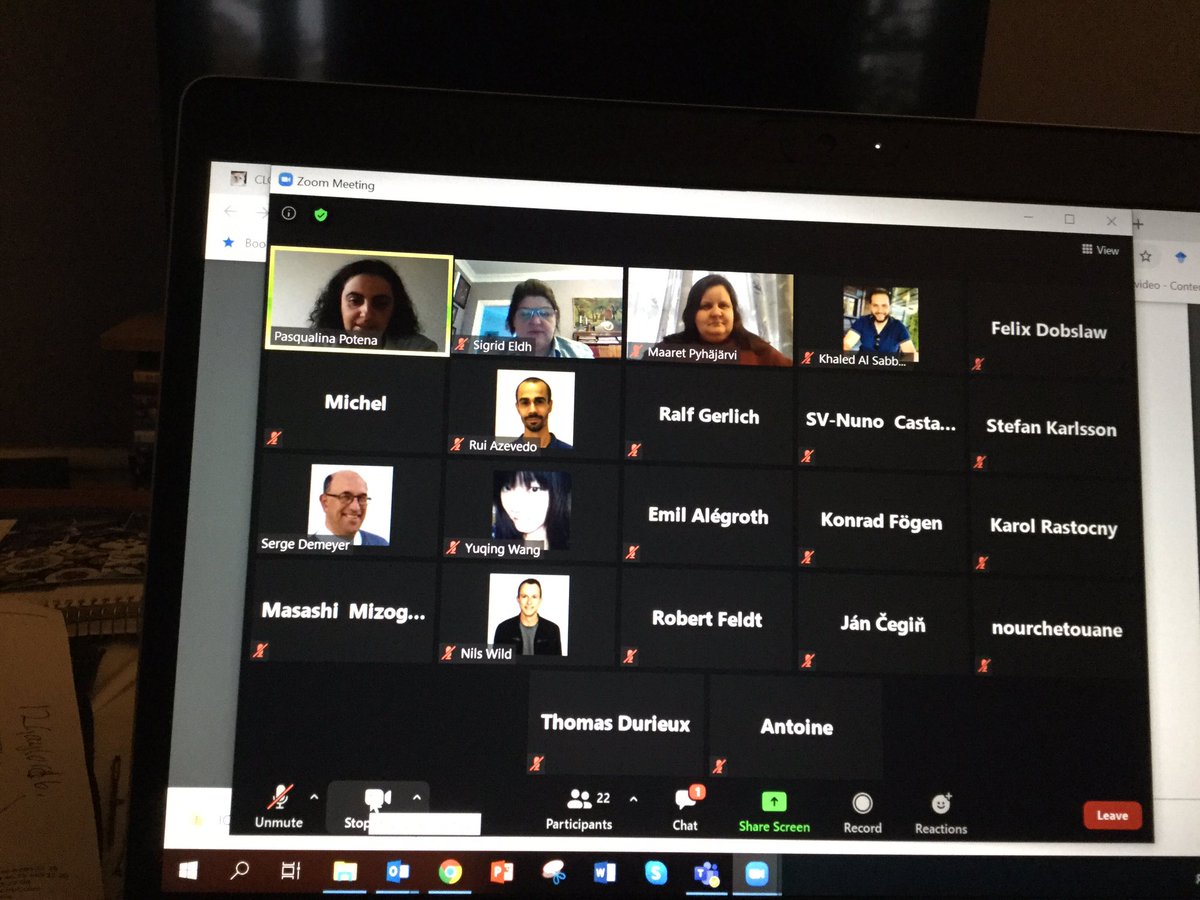 CL
Zoom Meeting
Boo
View
video - Conten
Pasqualina Potena
Sigrid Eldh
Maaret Pyhäjärvi
Khaled Al Sabb...
Felix Dobslaw
Michel
Rui Azevedo
Ralf Gerlich
SV-Nuno Casta...
Stefan Karlsson
Serge Demeyer
Yuqing Wang
Emil Alégroth
Konrad Fögen
Karol Rastocny
Masashi Mizog...
Nils Wild
Robert Feldt
Ján Čegiň
nourchetouane
Thomas Durieux
Antoine
Unmute
Stop
22
Participants
1
Chat
Share Screen
Record
Reactions
Leave